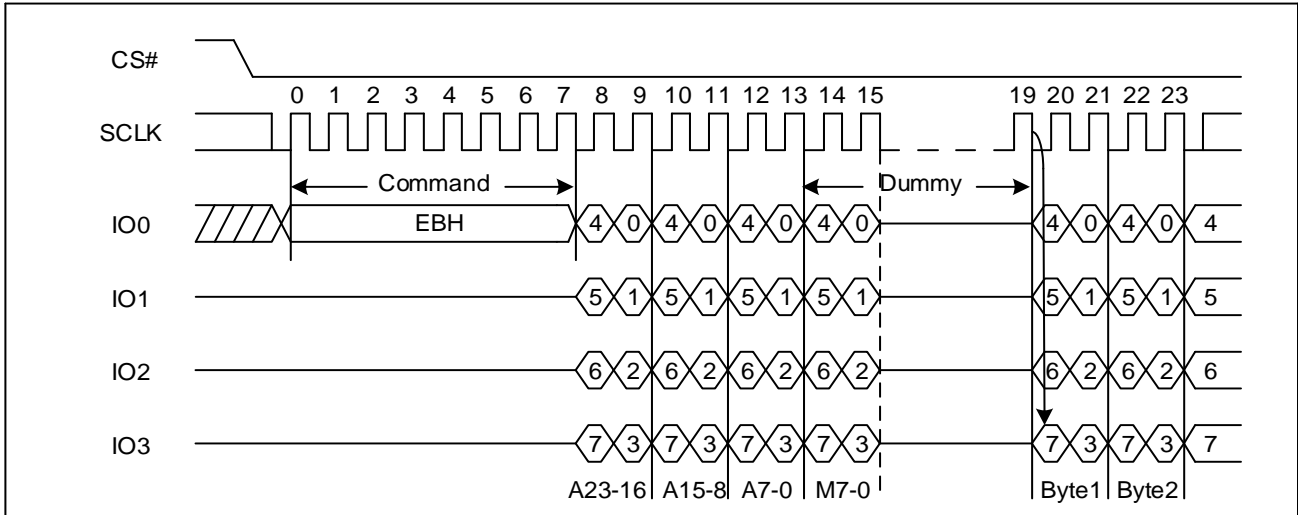 CS#
0 1 2 3 4 5 6 7 8 9 10 11 12 13 14 15 19 20 21 22 23
SCLK
Command Dummy
IO0 EBH 4 0 4 0 4 0 4 0 4 0 4 0 4
IO1 5 1 5 1 5 1 5 1 5 1 5 1 5
IO2 6 2 6 2 6 2 6 2 6 2 6 2 6
IO3 7 3 7 3 7 3 7 3 7 3 7 3 7
A23-16 A15-8 A7-0 M7-0 Byte1 Byte2